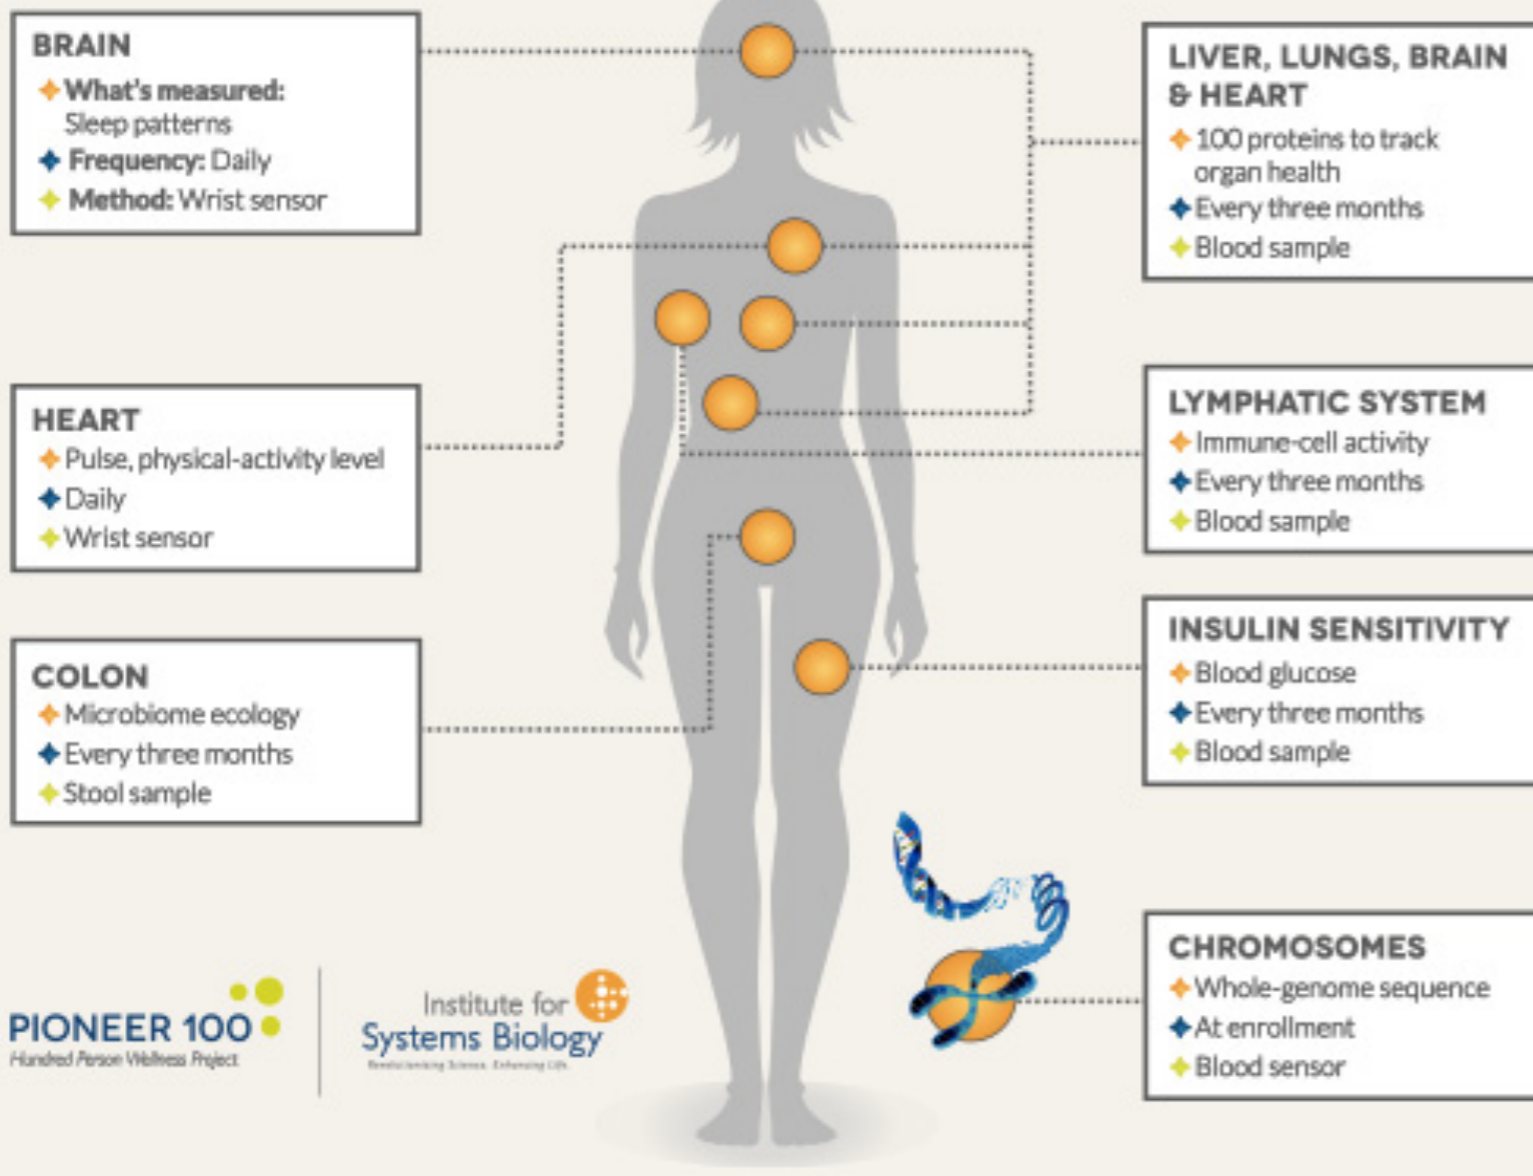 BRAIN
What's measured:
Sleep patterns
Frequency: Daily
Method: Wrist sensor
HEART
Pulse, physical-activity level
Daily
Wrist sensor
COLON
Microbiome ecology
Every three months
Stool sample
LIVER, LUNGS, BRAIN
& HEART
100 proteins to track
organ health
Every three months
Blood sample
LYMPHATIC SYSTEM
Immune-cell activity
Every three months
Blood sample
INSULIN SENSITIVITY
Blood glucose
Every three months
Blood sample
CHROMOSOMES
Whole-genome sequence
At enrollment
Blood sensor
PIONEER 100
Hundred Person Wellness Project
Institute for
Systems Biology
Revolutionizing Science. Enhancing Life.